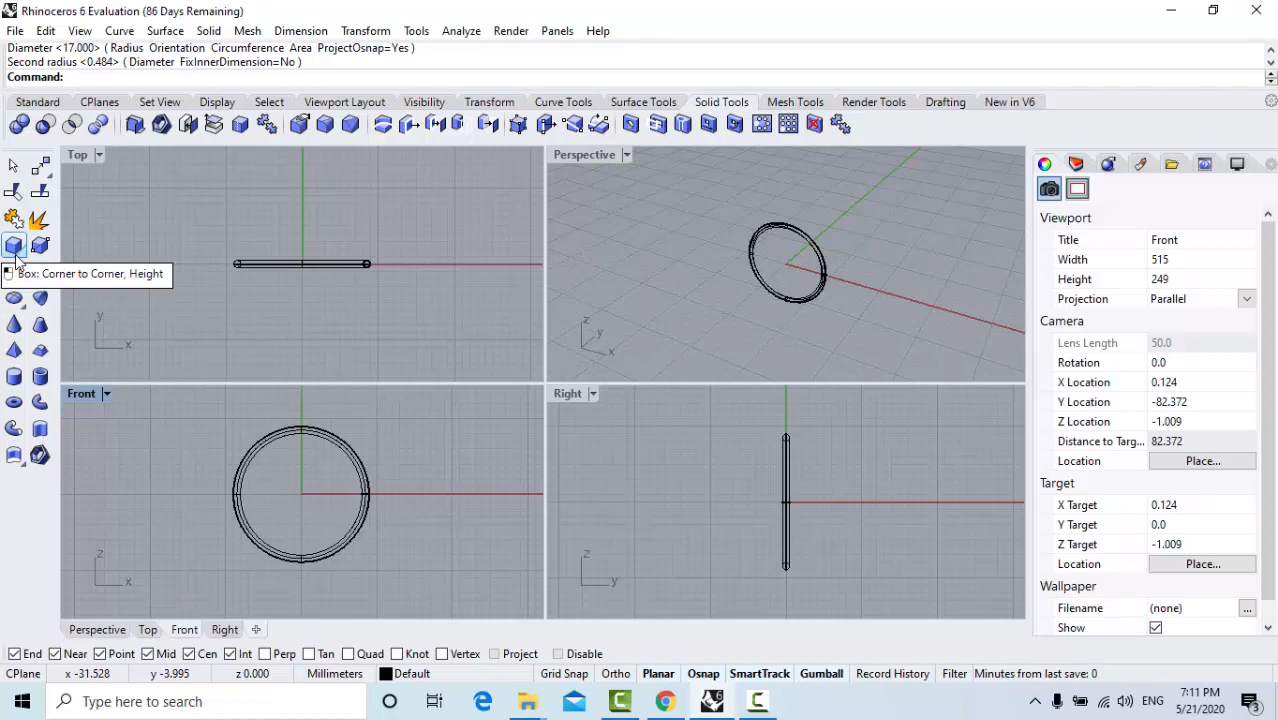 Rhinoceros 6 Evaluation (86 Days Remaining)
File Edit View Curve Surface Solid Mesh Dimension Transform Tools Analyze Render Panels Help
Diameter <17.000> ( Radius Orientation Circumference Area ProjectOsnap=Yes )
Second radius <0.484> ( Diameter FixInnerDimension=No )
Command:
Standard CPlanes Set View Display Select Viewport Layout Visibility Transform Curve Tools Surface Tools Solid Tools Mesh Tools Render Tools Drafting New in V6
Top
Perspective
Box: Corner to Corner, Height
y
x
z
y
x
Front
Right
z
x
z
y
Viewport
Title Front
Width 515
Height 249
Projection Parallel
Camera
Lens Length 50.0
Rotation 0.0
X Location 0.124
Y Location -82.372
Z Location -1.009
Distance to Targ... 82.372
Location Place...
Target
X Target 0.124
Y Target 0.0
Z Target -1.009
Location Place...
Wallpaper
Filename (none) ...
Show
Perspective Top Front Right
End Near Point Mid Cen Int Perp Tan Quad Knot Vertex Project Disable
CPlane x -31.528 y -3.995 z 0.000 Millimeters Default Grid Snap Ortho Planar Osnap SmartTrack Gumball Record History Filter Minutes from last save: 0
Type here to search
ENG
7:11 PM
5/21/2020
3